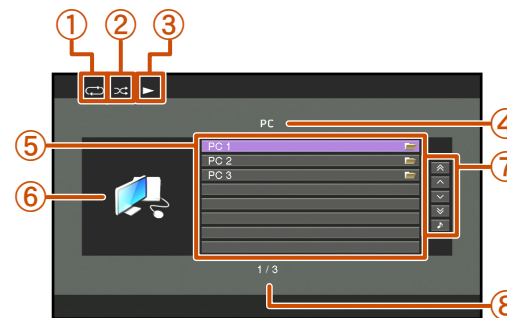 ① ② ③
PC ④
⑤ PC 1
PC 2
PC 3
⑦
⑥
1 / 3
⑧